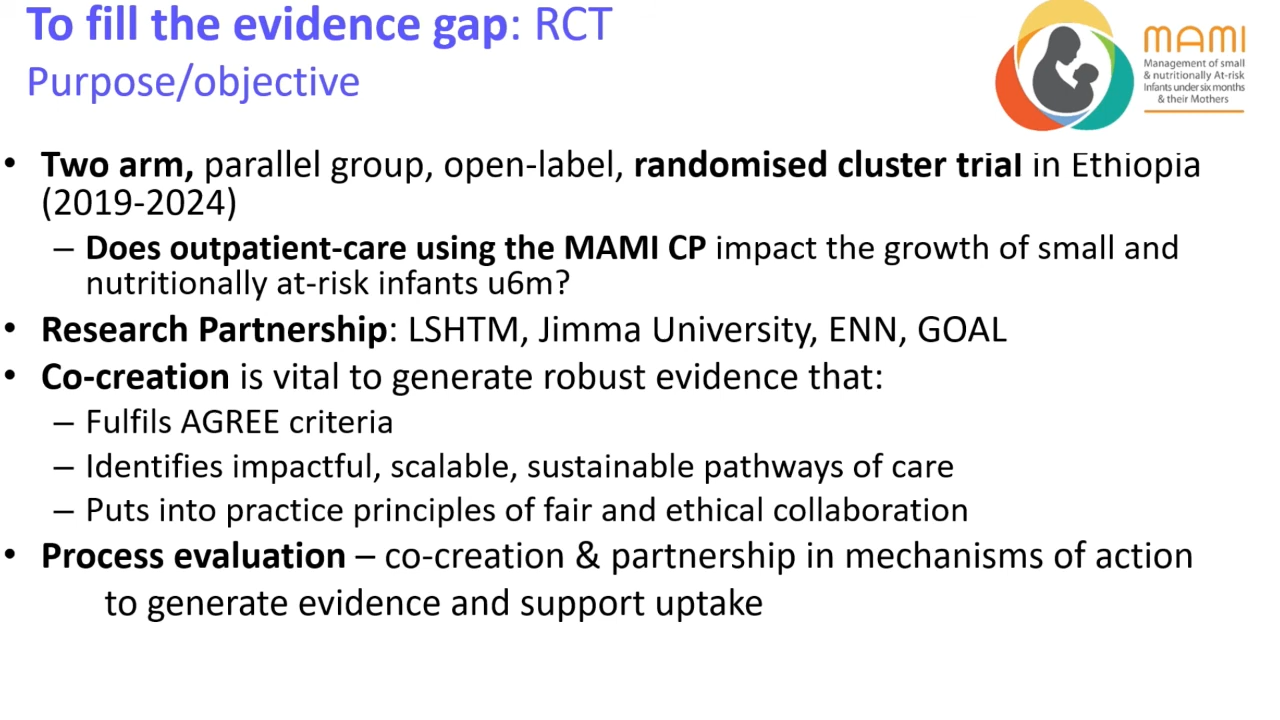 To fill the evidence gap: RCT
Purpose/objective
MAMI
Management of small
& nutritionally At-risk
Infants under six months
& their Mothers
• Two arm, parallel group, open-label, randomised cluster trial in Ethiopia
(2019-2024)
– Does outpatient-care using the MAMI CP impact the growth of small and
nutritionally at-risk infants u6m?
• Research Partnership: LSHTM, Jimma University, ENN, GOAL
• Co-creation is vital to generate robust evidence that:
– Fulfils AGREE criteria
– Identifies impactful, scalable, sustainable pathways of care
– Puts into practice principles of fair and ethical collaboration
• Process evaluation – co-creation & partnership in mechanisms of action
to generate evidence and support uptake